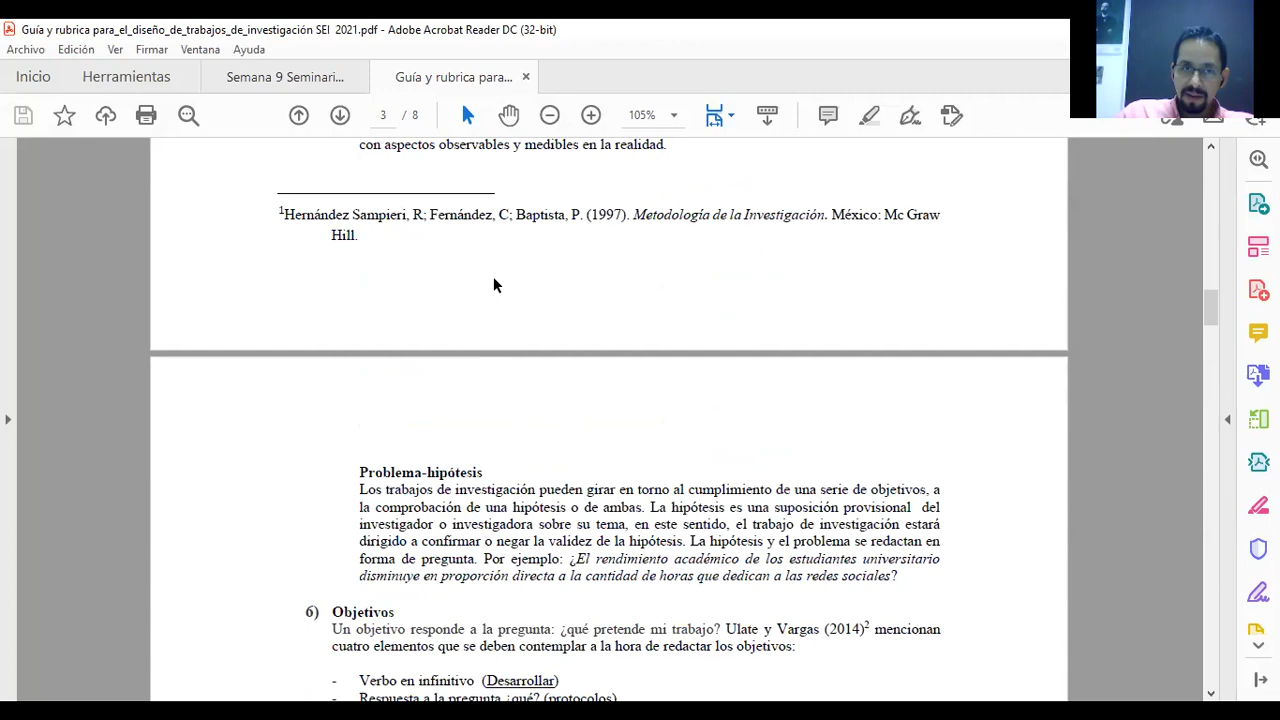 Guía y rubrica para_el_diseño_de_trabajos_de_investigación SEI 2021.pdf - Adobe Acrobat Reader DC (32-bit)
Archivo Edición Ver Firmar Ventana Ayuda
Inicio Herramientas Semana 9 Seminari... Guía y rubrica para... ×
3 / 8 105%
con aspectos observables y medibles en la realidad.
1Hernández Sampieri, R; Fernández, C; Baptista, P. (1997). Metodología de la Investigación. México: Mc Graw
Hill.
Problema-hipótesis
Los trabajos de investigación pueden girar en torno al cumplimiento de una serie de objetivos, a
la comprobación de una hipótesis o de ambas. La hipótesis es una suposición provisional del
investigador o investigadora sobre su tema, en este sentido, el trabajo de investigación estará
dirigido a confirmar o negar la validez de la hipótesis. La hipótesis y el problema se redactan en
forma de pregunta. Por ejemplo: ¿El rendimiento académico de los estudiantes universitario
disminuye en proporción directa a la cantidad de horas que dedican a las redes sociales?
6) Objetivos
Un objetivo responde a la pregunta: ¿qué pretende mi trabajo? Ulate y Vargas (2014)2 mencionan
cuatro elementos que se deben contemplar a la hora de redactar los objetivos:
- Verbo en infinitivo (Desarrollar)
- Respuesta a la pregunta ¿qué? (protocolos)